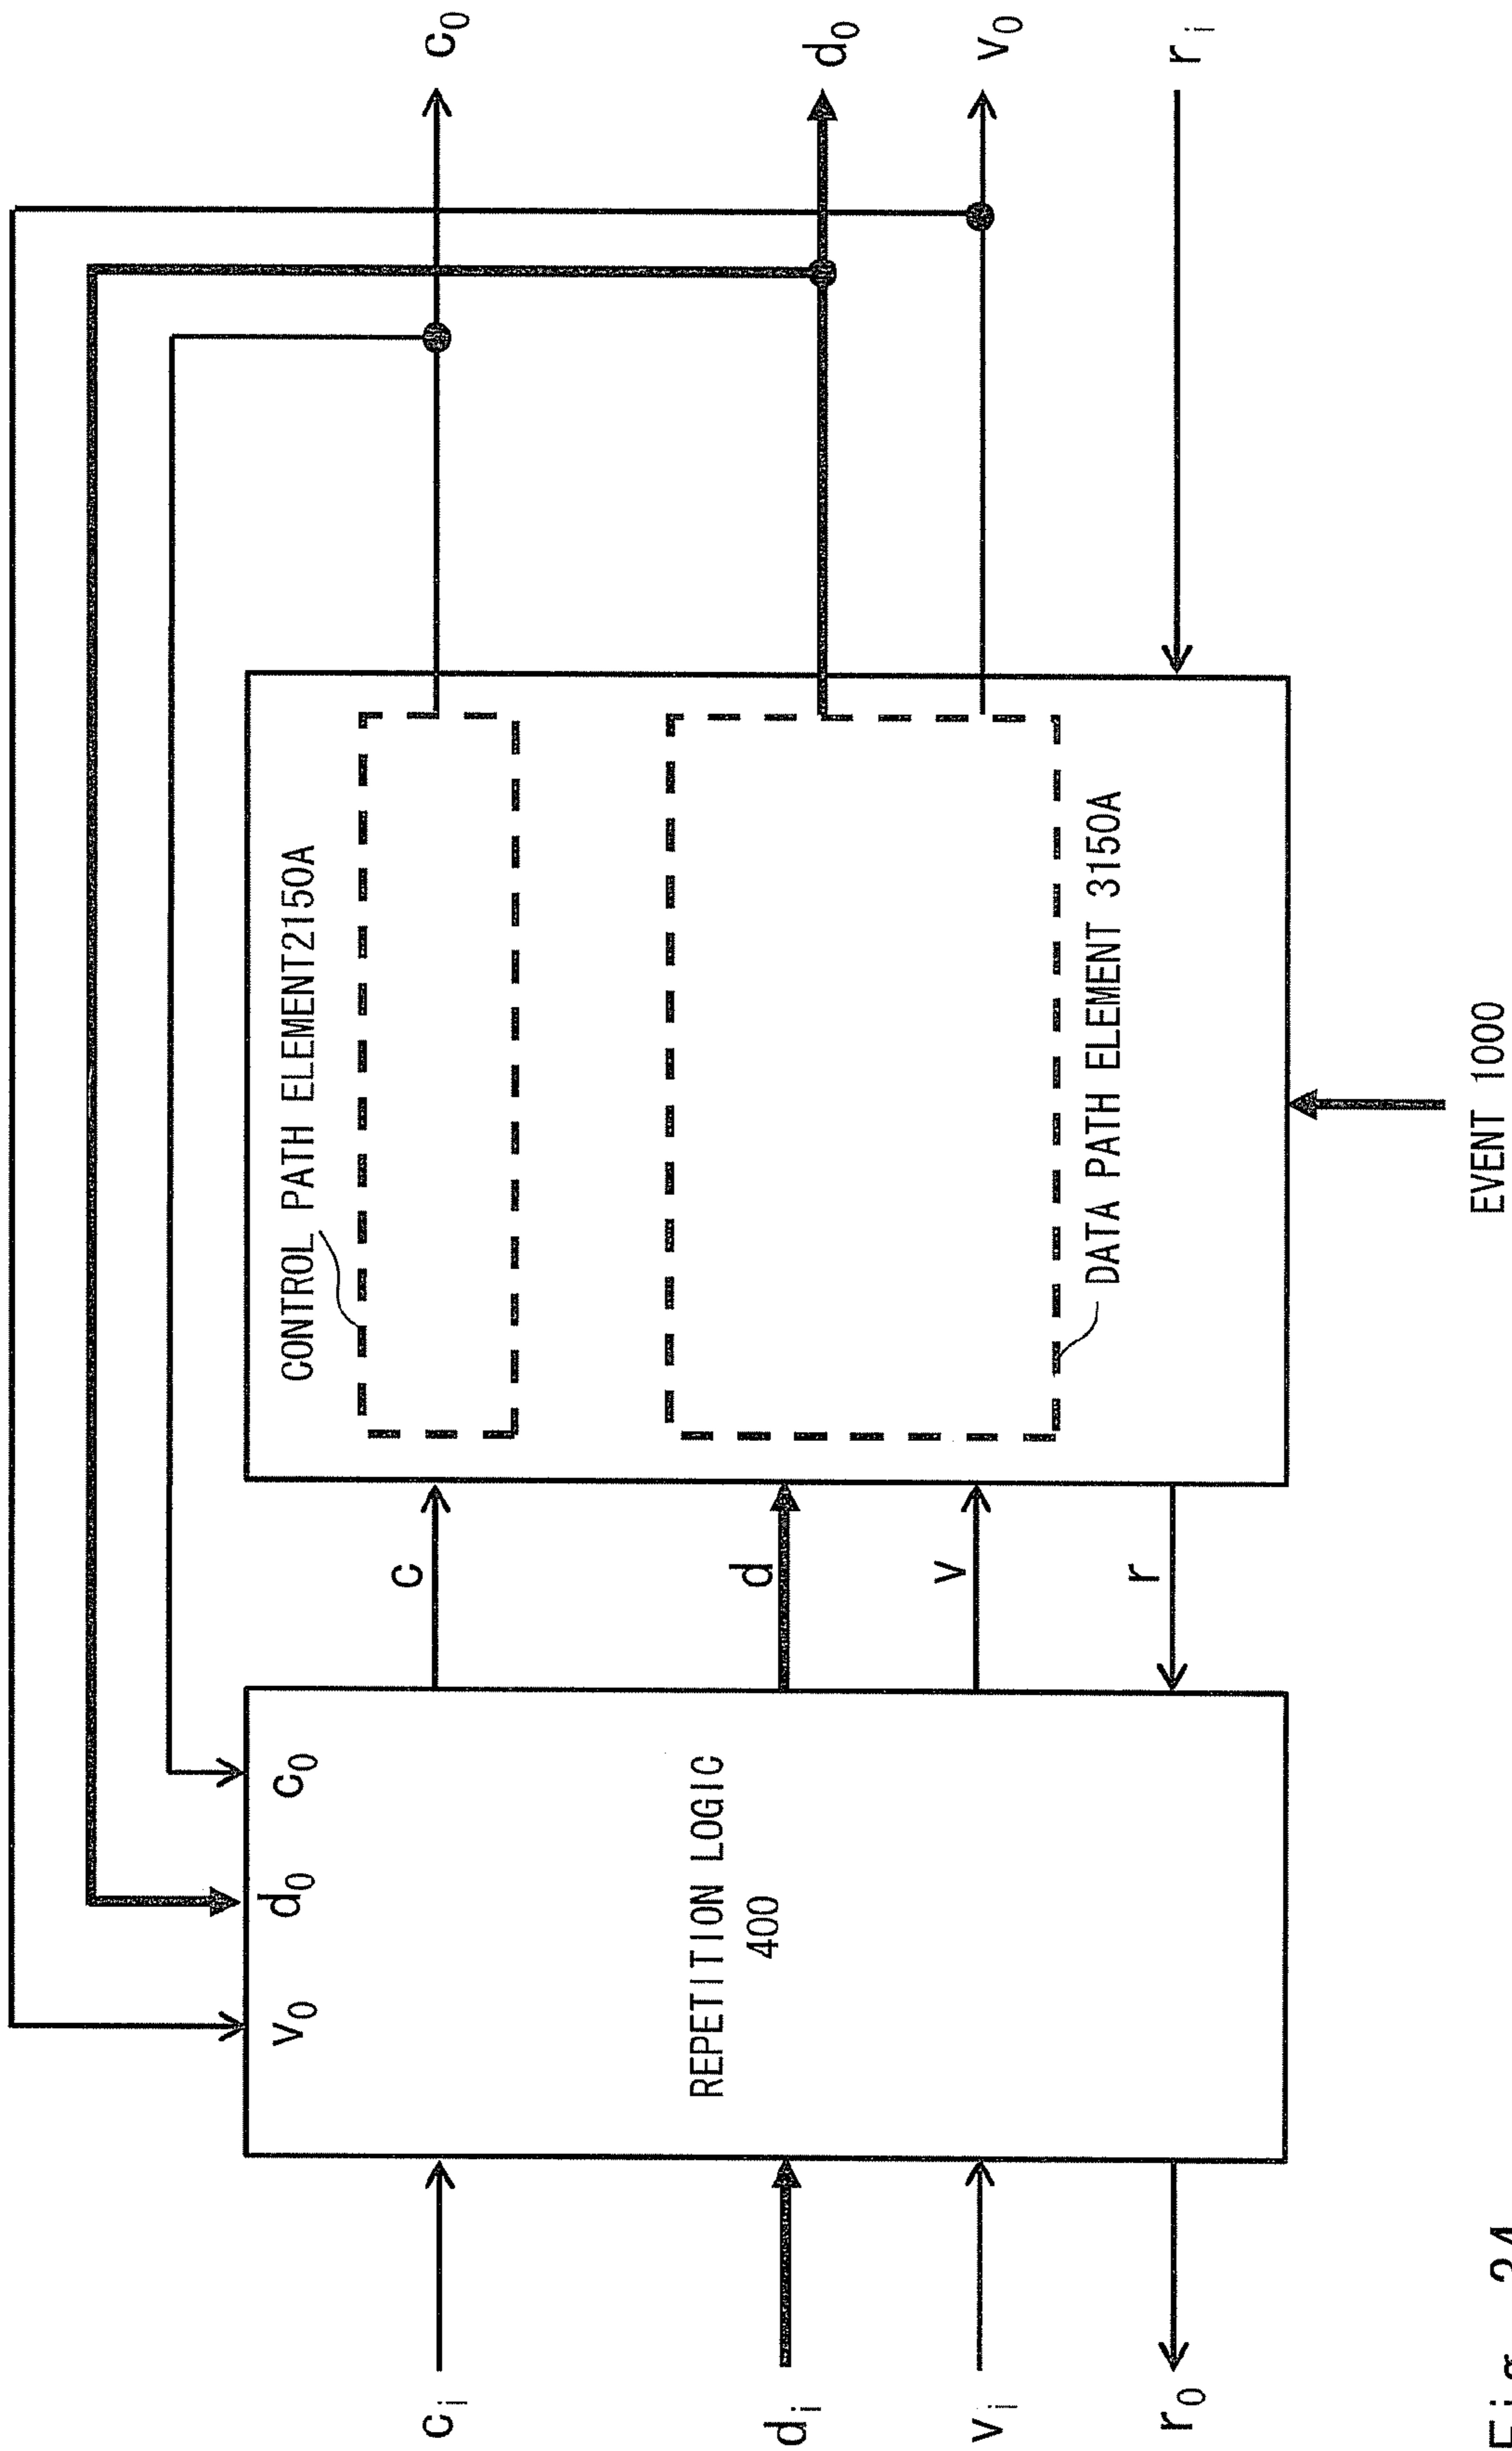 v0
d0
c0
ci
di
vi
r0
REPETITION LOGIC
400
c
d
v
r
CONTROL PATH ELEMENT2150A
DATA PATH ELEMENT 3150A
c0
d0
v0
ri
EVENT 1000